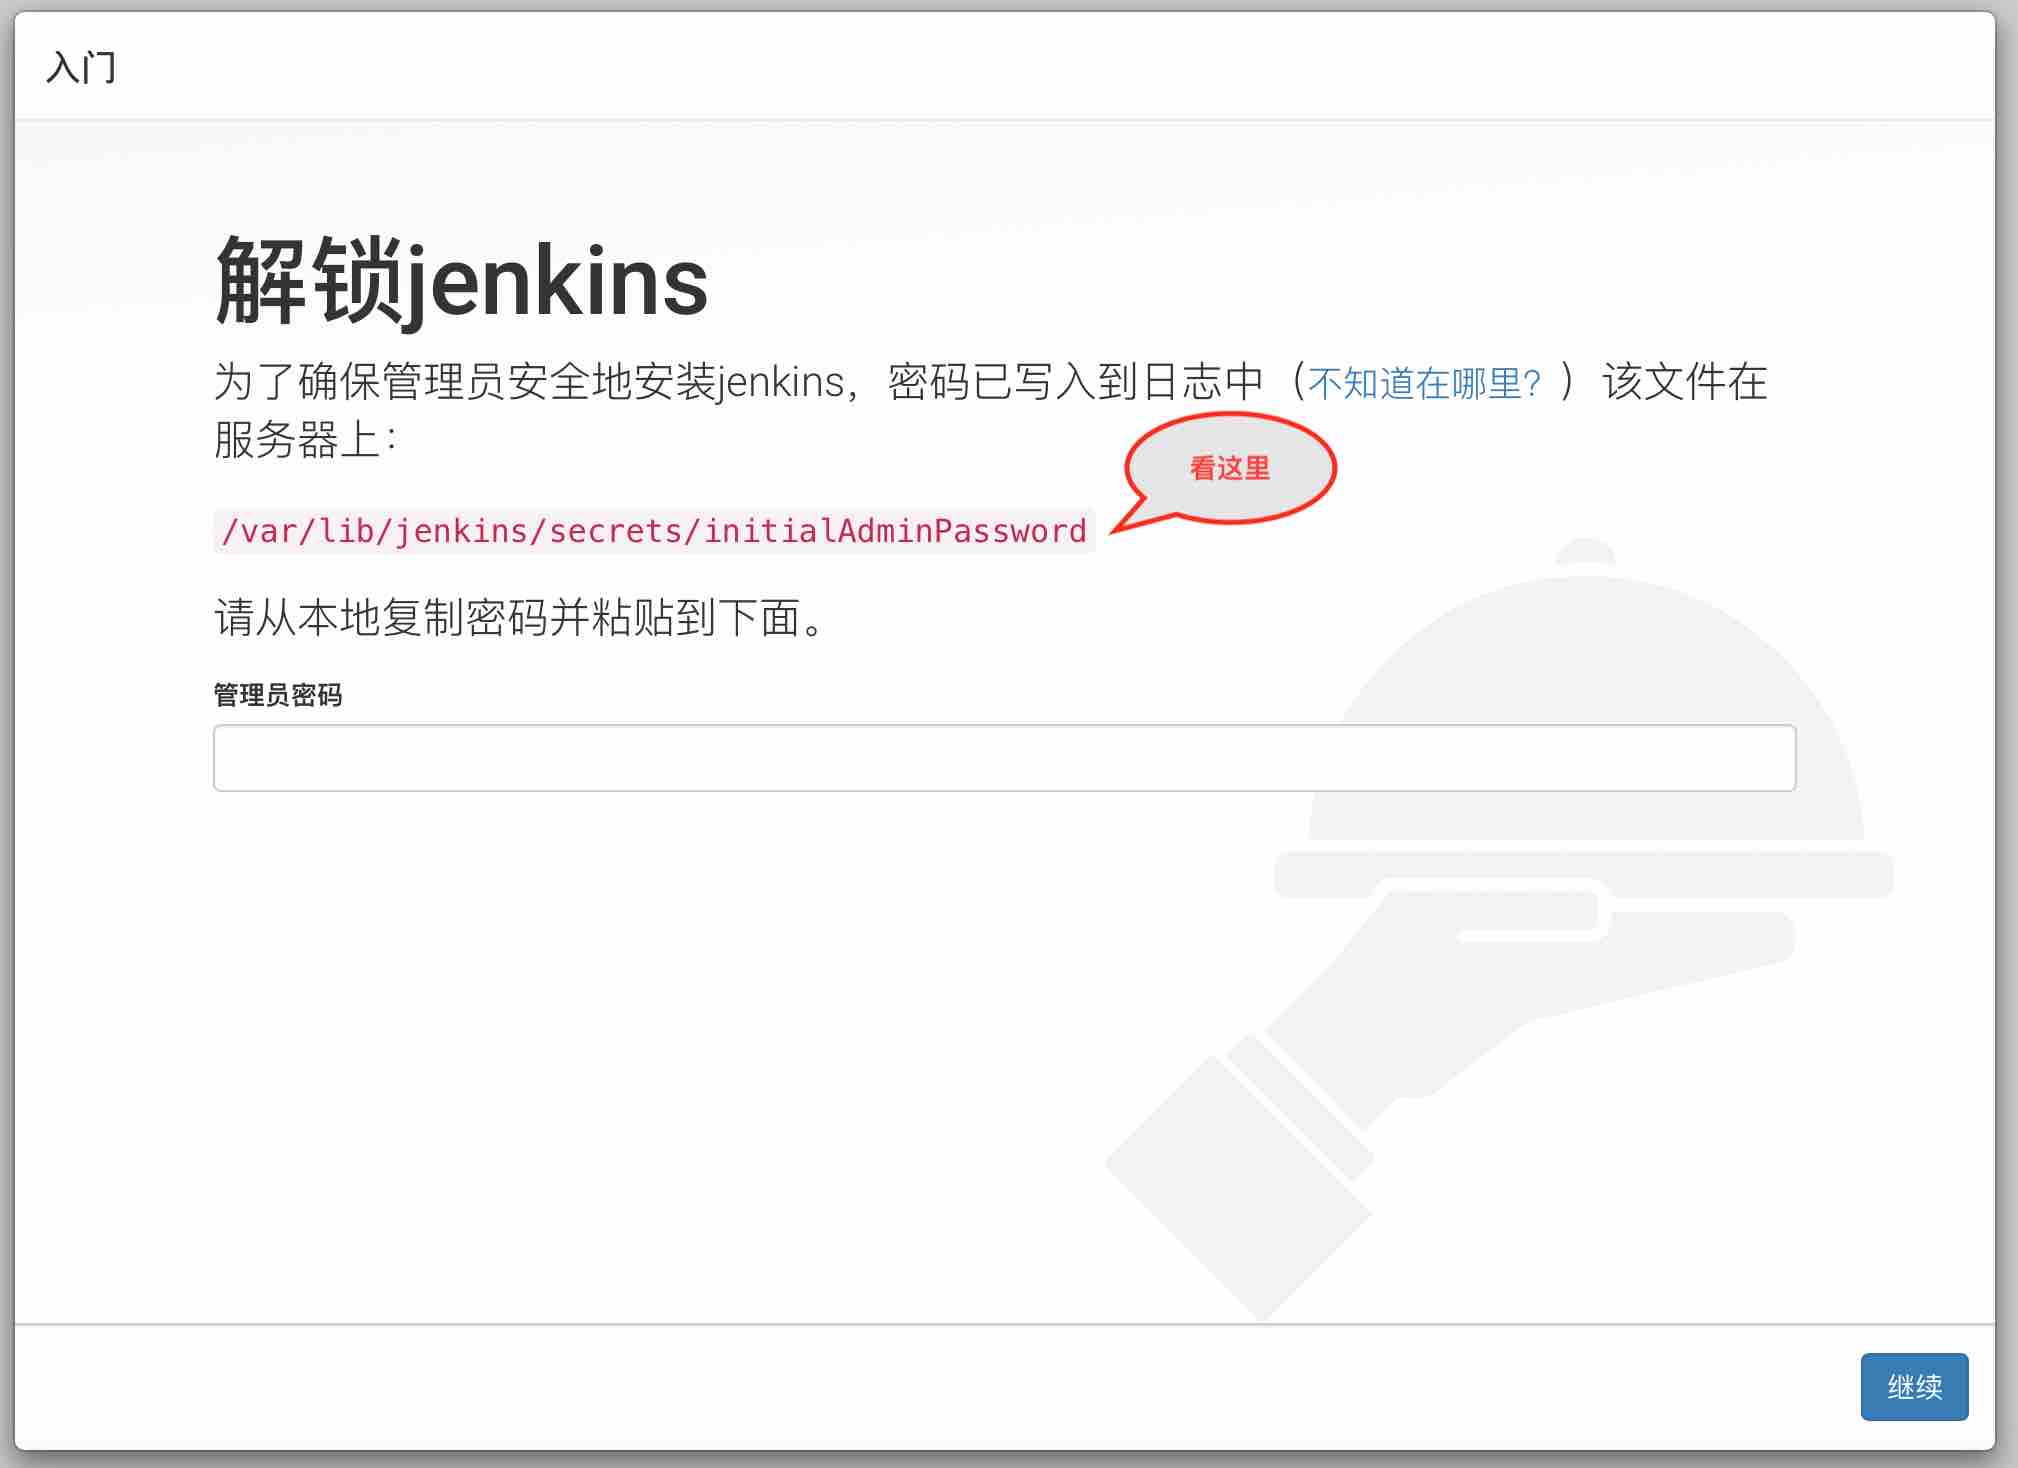 入门
解锁jenkins
为了确保管理员安全地安装jenkins，密码已写入到日志中（不知道在哪里？）该文件在
服务器上：
看这里
/var/lib/jenkins/secrets/initialAdminPassword
请从本地复制密码并粘贴到下面。
管理员密码
继续